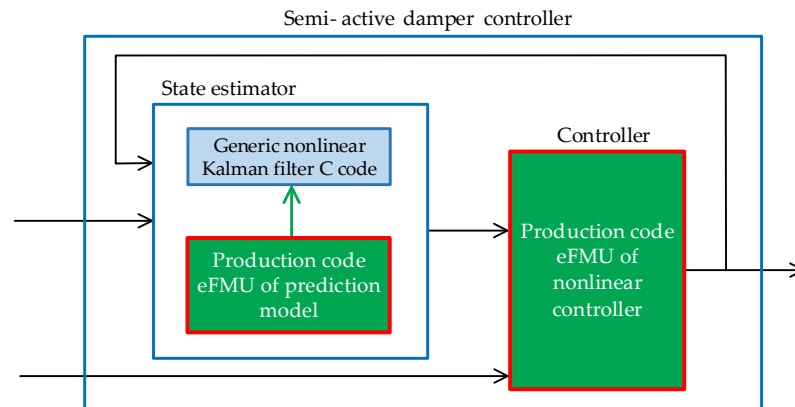 Semi- active damper controller
State estimator
Generic nonlinear
Kalman filter C code
Controller
Production code
eFMU of prediction
model
Production code
eFMU of
nonlinear
controller